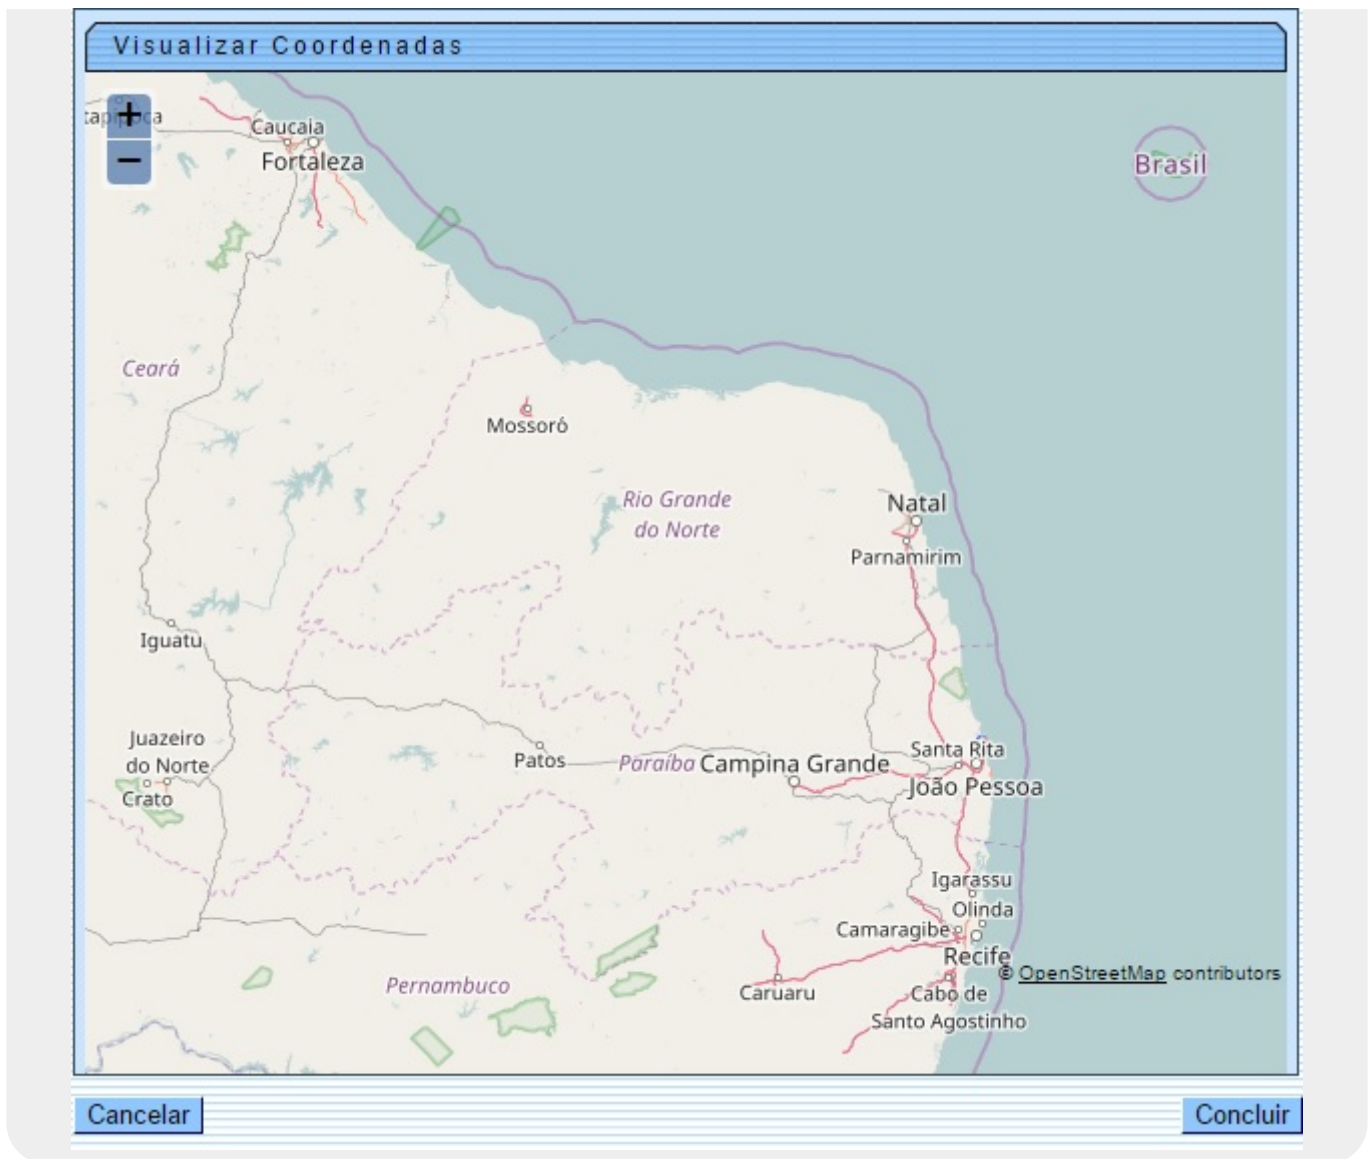 Visualizar Coordenadas
+
−
Caucaia
Fortaleza
Brasil
Ceará
Mossoró
Rio Grande
do Norte
Natal
Parnamirim
Iguatu
Juazeiro
do Norte
Crato
Patos
Paraíba
Campina Grande
Santa Rita
João Pessoa
Igarassu
Olinda
Camaragibe
Recife
© OpenStreetMap contributors
Pernambuco
Caruaru
Cabo de
Santo Agostinho
Cancelar
Concluir